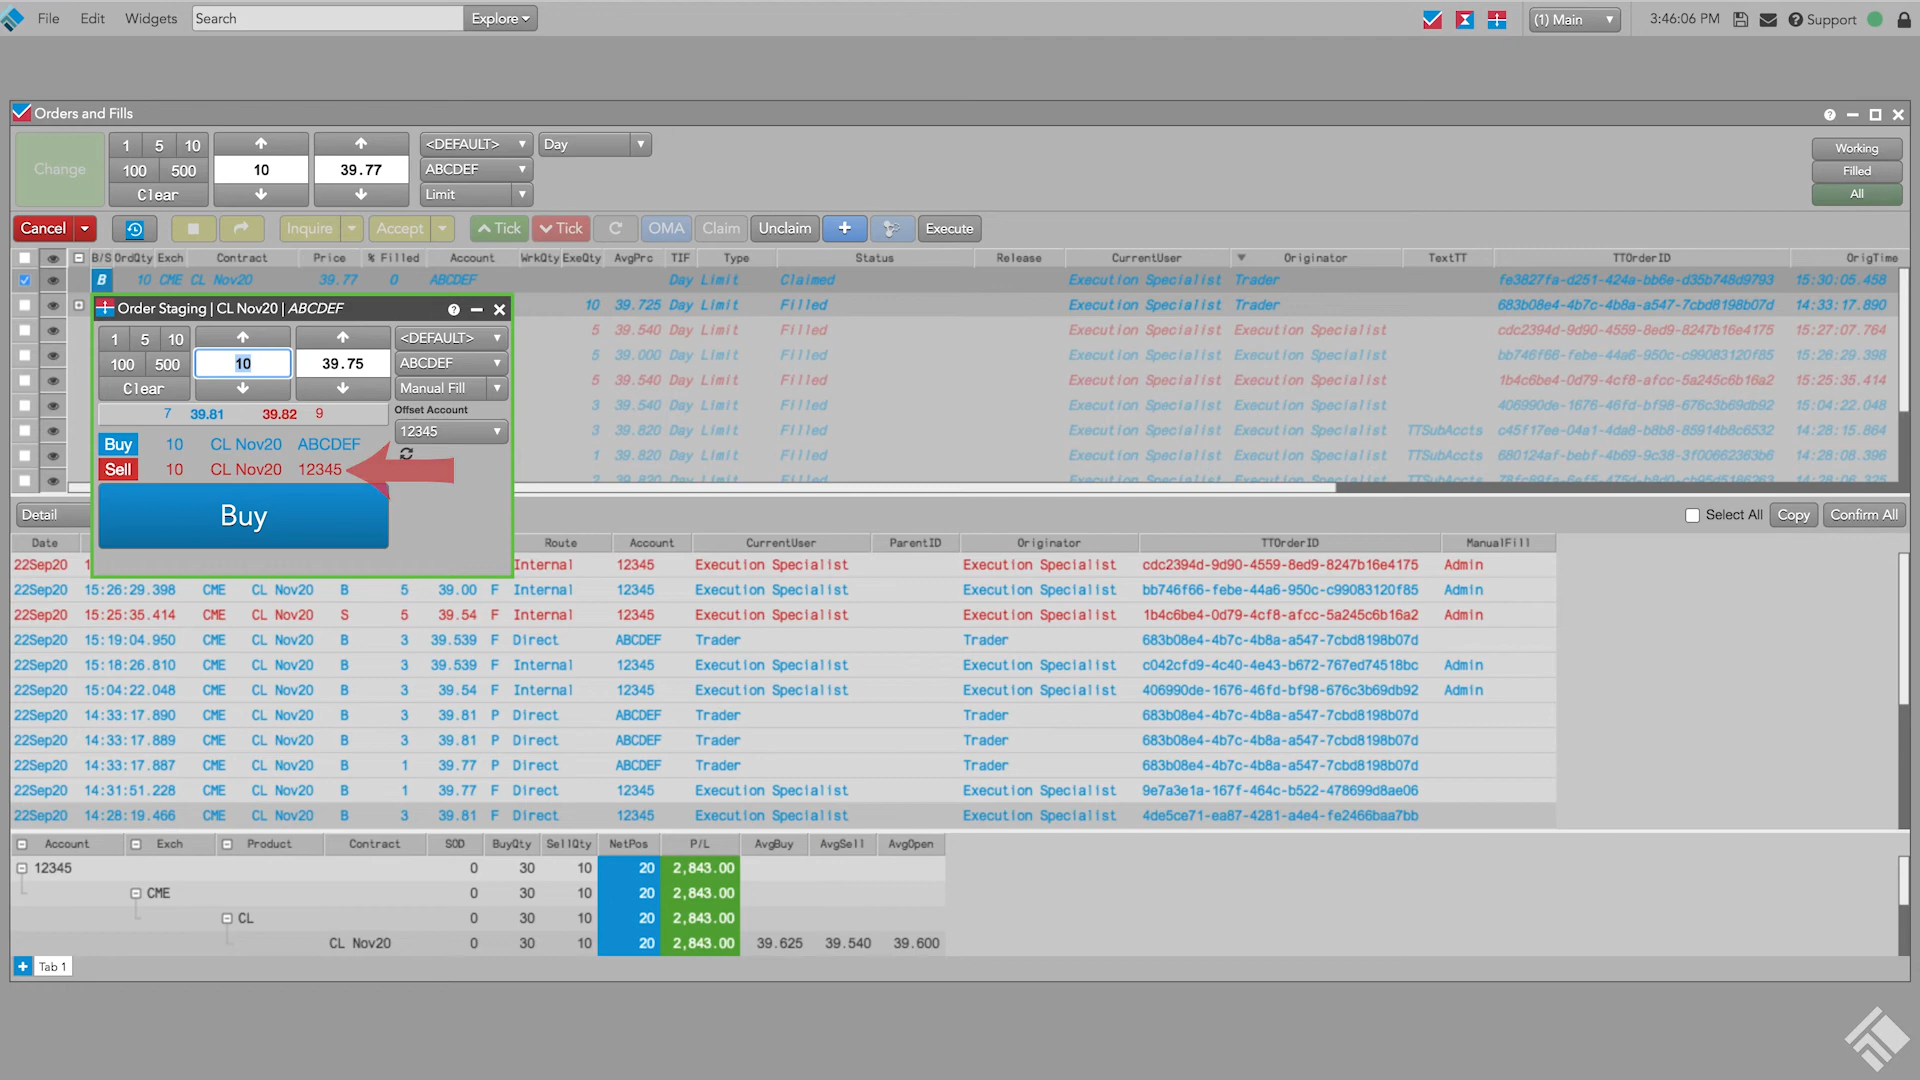 File Edit Widgets Search Explore (1) Main 3:46:06 PM Support
Orders and Fills
Change 1 5 10 10 39.77 <DEFAULT> Day Working
100 500 ABCDEF Filled
Clear Limit All
Cancel Inquire Accept Tick Tick OMA Claim Unclaim + Execute
B/S OrdQty Exch Contract Price % Filled Account WrkQty ExeQty AvgPrc TIF Type Status Release CurrentUser Originator TextTT TTOrderID OrigTime
B 10 CME CL Nov20 39.77 0 ABCDEF Day Limit Claimed Execution Specialist Trader fe3827fa-d251-424a-bb6e-d35b748d9793 15:30:05.458
10 39.725 Day Limit Filled Execution Specialist Trader 683b08e4-4b7c-4b8a-a547-7cbd8198b07d 14:33:17.890
5 39.540 Day Limit Filled Execution Specialist Execution Specialist cdc2394d-9d90-4559-8ed9-8247b16e4175 15:27:07.764
5 39.000 Day Limit Filled Execution Specialist Execution Specialist bb746f66-febe-44a6-950c-c99083120f85 15:26:29.398
5 39.540 Day Limit Filled Execution Specialist Execution Specialist 1b4c6be4-0d79-4cf8-afcc-5a245c6b16a2 15:25:35.414
3 39.540 Day Limit Filled Execution Specialist Execution Specialist 406990de-1676-46fd-bf98-676c3b69db92 15:04:22.048
3 39.820 Day Limit Filled Execution Specialist Execution Specialist TTSubAccts c45f17ee-04a1-4da8-b8b8-85914b8c6532 14:28:15.864
1 39.820 Day Limit Filled Execution Specialist Execution Specialist TTSubAccts 680124af-bebf-4b69-9c38-3f00662363b6 14:28:08.396
2 39.820 Day Limit Filled Execution Specialist Execution Specialist TTSubAccts 14:28:06.325
Order Staging | CL Nov20 | ABCDEF
1 5 10 10 39.75 <DEFAULT>
100 500 ABCDEF
Clear Manual Fill
7 39.81 39.82 9 Offset Account
12345
Buy 10 CL Nov20 ABCDEF
Sell 10 CL Nov20 12345
Buy
Detail Select All Copy Confirm All
Date Route Account CurrentUser ParentID Originator TTOrderID ManualFill
22Sep20 1 Internal 12345 Execution Specialist Execution Specialist cdc2394d-9d90-4559-8ed9-8247b16e4175 Admin
22Sep20 15:26:29.398 CME CL Nov20 B 5 39.00 F Internal 12345 Execution Specialist Execution Specialist bb746f66-febe-44a6-950c-c99083120f85 Admin
22Sep20 15:25:35.414 CME CL Nov20 S 5 39.54 F Internal 12345 Execution Specialist Execution Specialist 1b4c6be4-0d79-4cf8-afcc-5a245c6b16a2 Admin
22Sep20 15:19:04.950 CME CL Nov20 B 3 39.539 F Direct ABCDEF Trader Trader 683b08e4-4b7c-4b8a-a547-7cbd8198b07d
22Sep20 15:18:26.810 CME CL Nov20 B 3 39.539 F Internal 12345 Execution Specialist Execution Specialist c042cfd9-4c40-4e43-b672-767ed74518bc Admin
22Sep20 15:04:22.048 CME CL Nov20 B 3 39.54 F Internal 12345 Execution Specialist Execution Specialist 406990de-1676-46fd-bf98-676c3b69db92 Admin
22Sep20 14:33:17.890 CME CL Nov20 B 3 39.81 P Direct ABCDEF Trader Trader 683b08e4-4b7c-4b8a-a547-7cbd8198b07d
22Sep20 14:33:17.889 CME CL Nov20 B 3 39.81 P Direct ABCDEF Trader Trader 683b08e4-4b7c-4b8a-a547-7cbd8198b07d
22Sep20 14:33:17.887 CME CL Nov20 B 1 39.77 P Direct ABCDEF Trader Trader 683b08e4-4b7c-4b8a-a547-7cbd8198b07d
22Sep20 14:31:51.228 CME CL Nov20 B 1 39.77 F Direct 12345 Execution Specialist Execution Specialist 9e7a3e1a-167f-464c-b522-478699d8ae06
22Sep20 14:28:19.466 CME CL Nov20 B 3 39.81 F Direct 12345 Execution Specialist Execution Specialist 4de5ce71-ea87-4281-a4e4-fe2466baa7bb
Account Exch Product Contract SOD BuyQty SellQty NetPos P/L AvgBuy AvgSell AvgOpen
12345 0 30 10 20 2,843.00
CME 0 30 10 20 2,843.00
CL 0 30 10 20 2,843.00
CL Nov20 0 30 10 20 2,843.00 39.625 39.540 39.600
+ Tab 1